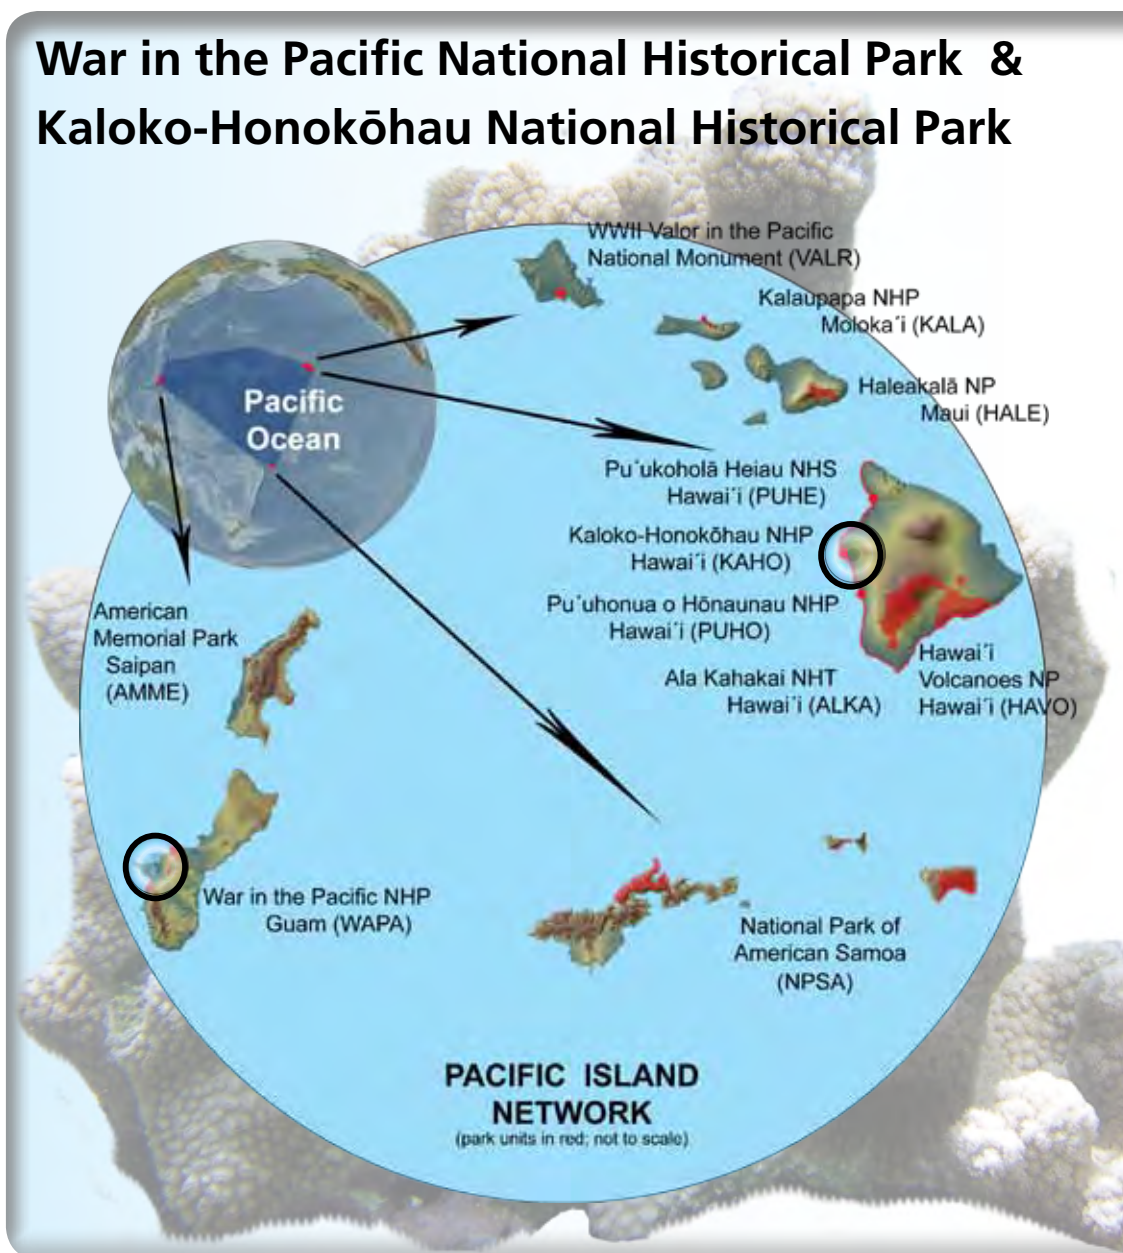 War in the Pacific National Historical Park &
Kaloko-Honokōhau National Historical Park
WWII Valor in the Pacific
National Monument (VALR)
Kalaupapa NHP
Moloka´i (KALA)
Haleakalā NP
Maui (HALE)
Pacific
Ocean
Pu´ukoholā Heiau NHS
Hawai´i (PUHE)
Kaloko-Honokōhau NHP
Hawai´i (KAHO)
Pu´uhonua o Hōnaunau NHP
Hawai´i (PUHO)
Ala Kahakai NHT
Hawai´i (ALKA)
Hawai´i
Volcanoes NP
Hawai´i (HAVO)
American
Memorial Park
Saipan
(AMME)
War in the Pacific NHP
Guam (WAPA)
National Park of
American Samoa
(NPSA)
PACIFIC ISLAND
NETWORK
(park units in red; not to scale)